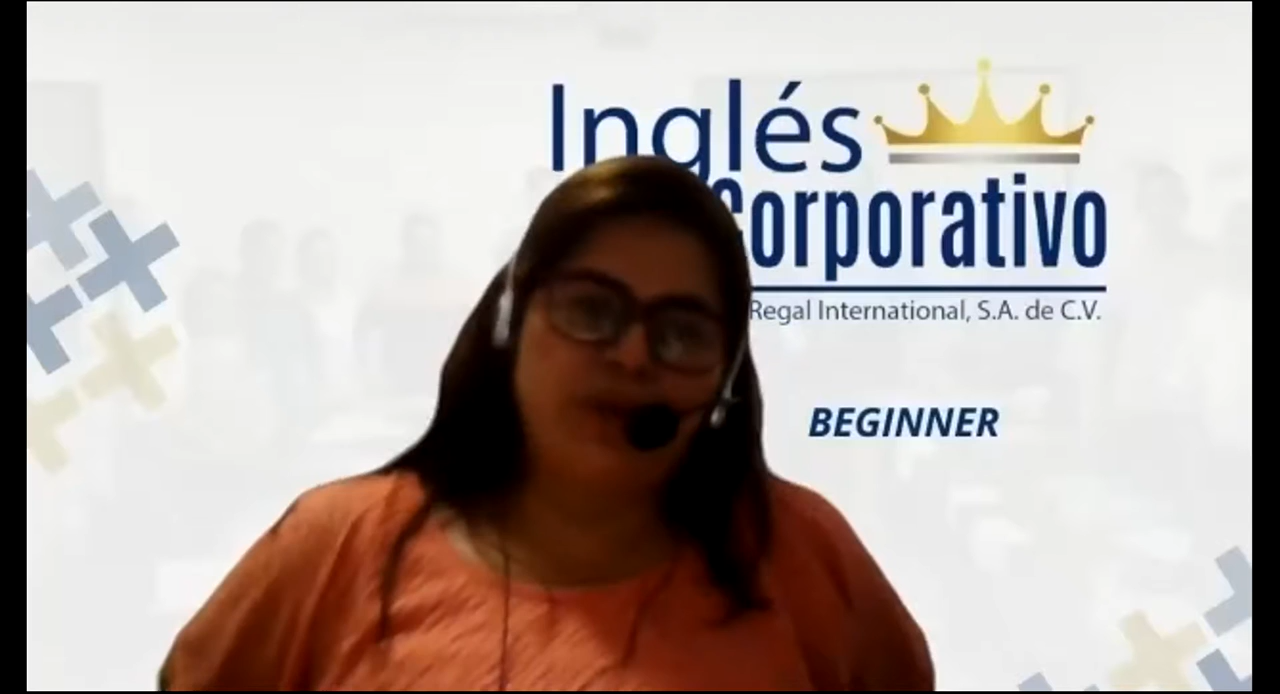 Inglés
Corporativo
Regal International, S.A. de C.V.
BEGINNER